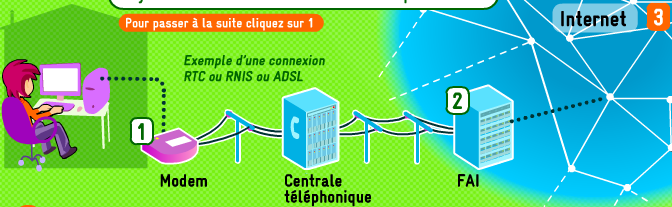 Pour passer à la suite cliquez sur 1
Internet 3
Exemple d'une connexion
RTC ou RNIS ou ADSL
2
1
Modem
Centrale
téléphonique
FAI